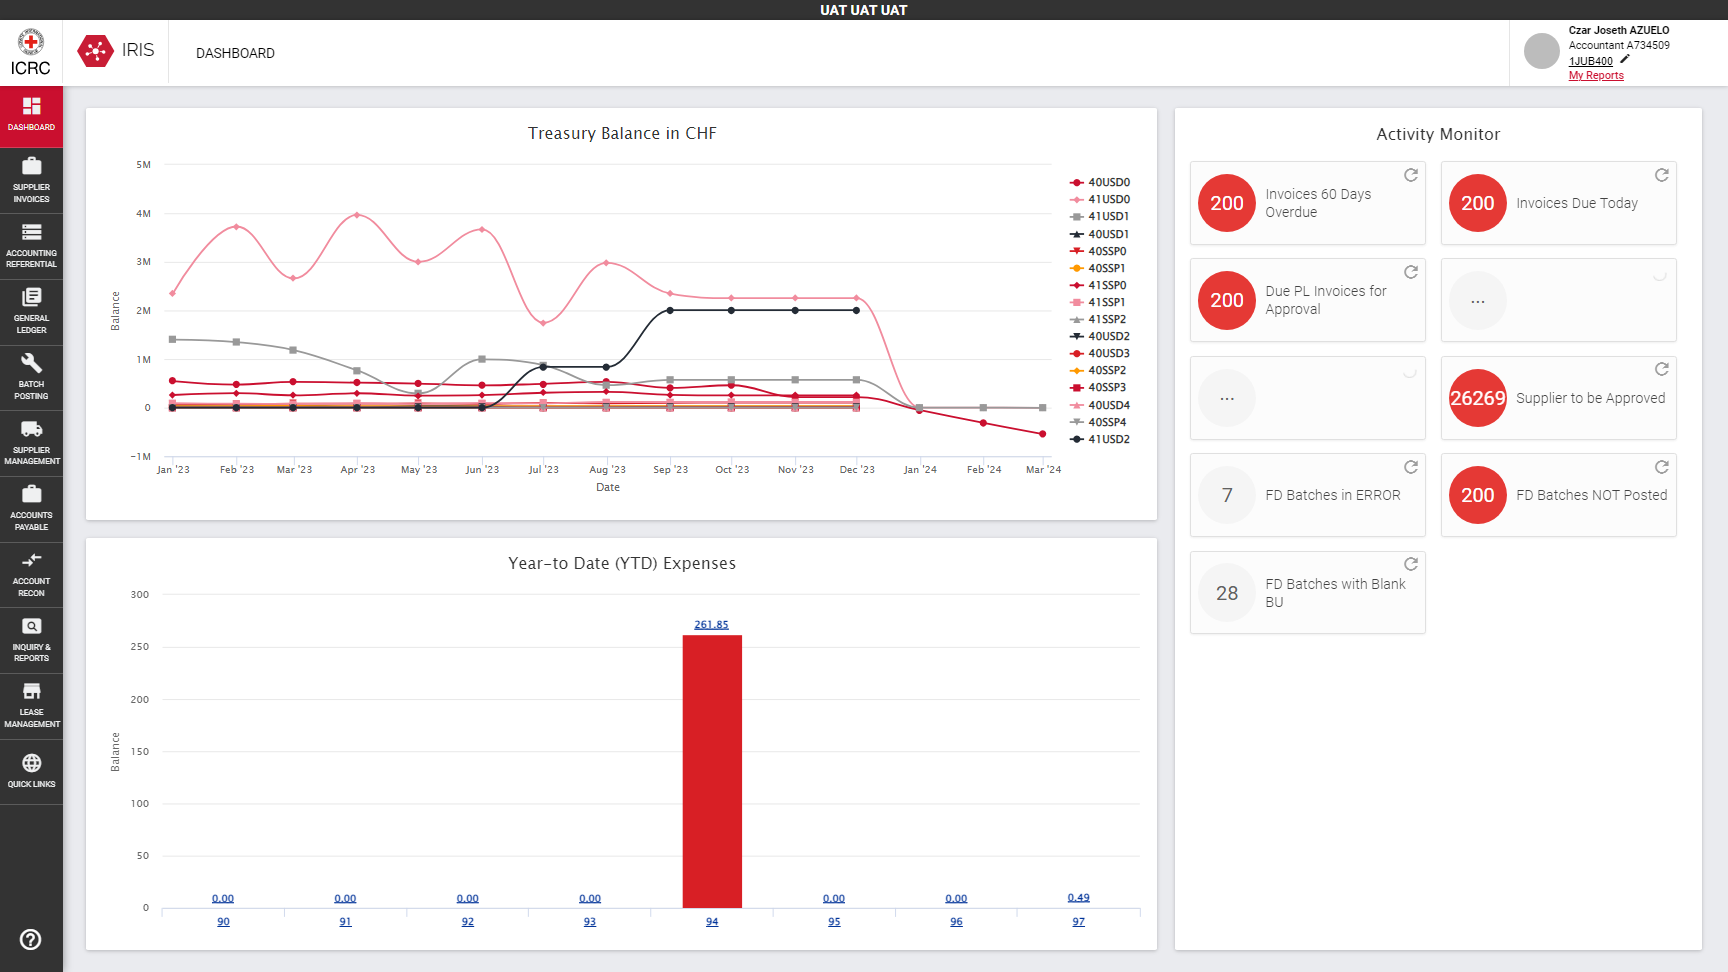 UAT UAT UAT
ICRC
IRIS
DASHBOARD
Czar Joseth AZUELO
Accountant A734509
1JUB400
My Reports
DASHBOARD
SUPPLIER
INVOICES
ACCOUNTING
REFERENTIAL
GENERAL
LEDGER
BATCH
POSTING
SUPPLIER
MANAGEMENT
ACCOUNTS
PAYABLE
ACCOUNT
RECON
INQUIRY &
REPORTS
LEASE
MANAGEMENT
QUICK LINKS
Treasury Balance in CHF
5M
4M
3M
2M
1M
0
−1M
Balance
Jan '23 Feb '23 Mar '23 Apr '23 May '23 Jun '23 Jul '23 Aug '23 Sep '23 Oct '23 Nov '23 Dec '23 Jan '24 Feb '24 Mar '24
Date
40USD0
41USD0
41USD1
40USD1
40SSP0
40SSP1
41SSP0
41SSP1
41SSP2
40USD2
40USD3
40SSP2
40SSP3
40USD4
40SSP4
41USD2
Year-to Date (YTD) Expenses
300
250
200
150
100
50
0
Balance
0.00 0.00 0.00 0.00 261.85 0.00 0.00 0.49
90 91 92 93 94 95 96 97
Activity Monitor
200 Invoices 60 Days
Overdue
200 Invoices Due Today
200 Due PL Invoices for
Approval
...
...
26269 Supplier to be Approved
7 FD Batches in ERROR
200 FD Batches NOT Posted
28 FD Batches with Blank
BU